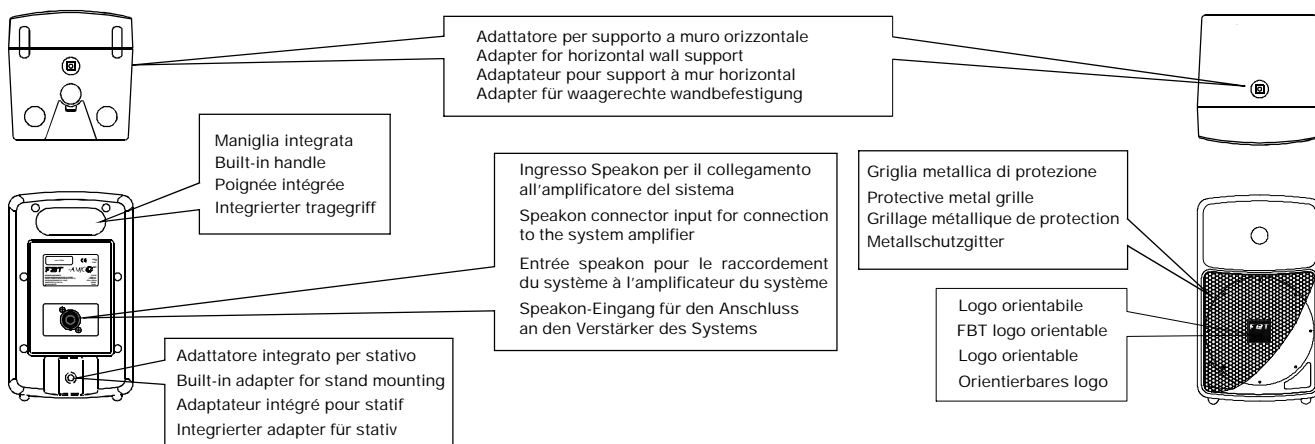 Adattatore per supporto a muro orizzontale
Adapter for horizontal wall support
Adaptateur pour support à mur horizontal
Adapter für waagerechte wandbefestigung
Maniglia integrata
Built-in handle
Poignée intégrée
Integrierter tragegriff
Ingresso Speakon per il collegamento
all'amplificatore del sistema
Speakon connector input for connection
to the system amplifier
Entrée speakon pour le raccordement
du système à l'amplificateur du système
Speakon-Eingang für den Anschluss
an den Verstärker des Systems
Griglia metallica di protezione
Protective metal grille
Grillage métallique de protection
Metallschutzgitter
Logo orientabile
FBT logo orientable
Logo orientable
Orientierbares logo
Adattatore integrato per stativo
Built-in adapter for stand mounting
Adaptateur intégré pour statif
Integrierter adapter für stativ
FBT
CE
FBT